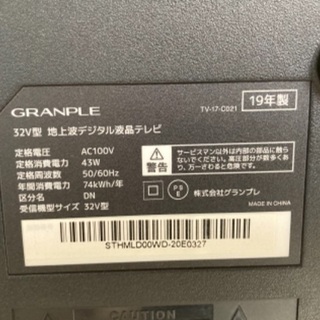 GRANPLE
TV-17-C021
19年製
32V型 地上波デジタル液晶テレビ
定格電圧 AC100V
定格消費電力 43W
定格周波数 50/60Hz
年間消費電力 74kWh/年
区分名 DN
受信機型サイズ 32V型
警告
サービスマン以外は内部の部品に触らないでください。高圧部分が数多くあり、万一さわると危険です。
PSE
株式会社グランプレ
MADE IN CHINA
STHMLD00WD-20E0327
CAUTION